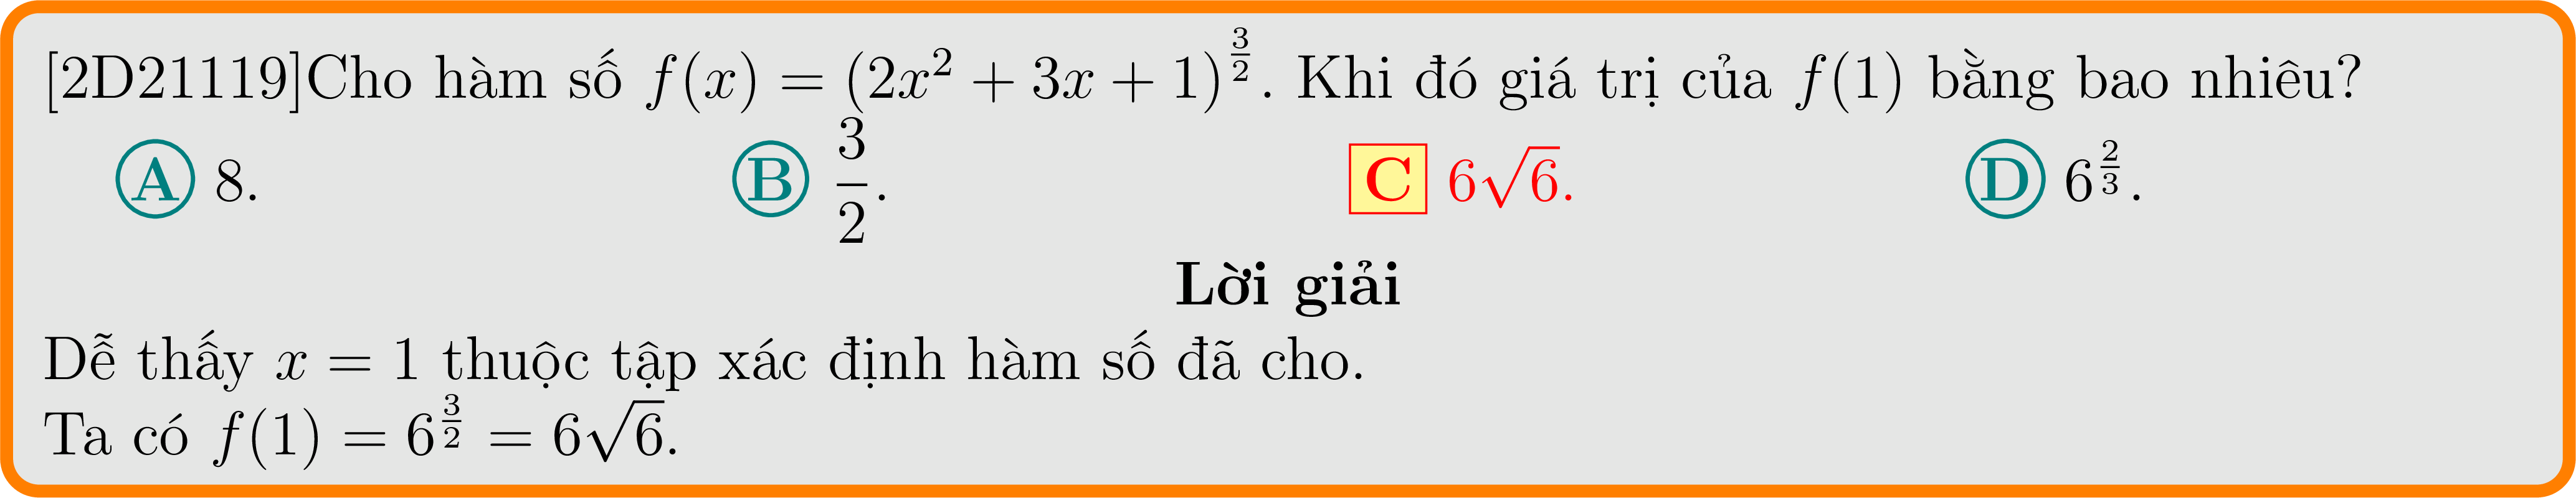 [2D21119]Cho hàm số $f(x) = (2x^2 + 3x + 1)^{\frac{3}{2}}$. Khi đó giá trị của $f(1)$ bằng bao nhiêu?
A 8. B $\frac{3}{2}$. C $6\sqrt{6}$. D $6^{\frac{2}{3}}$.
Lời giải
Dễ thấy $x = 1$ thuộc tập xác định hàm số đã cho.
Ta có $f(1) = 6^{\frac{3}{2}} = 6\sqrt{6}$.